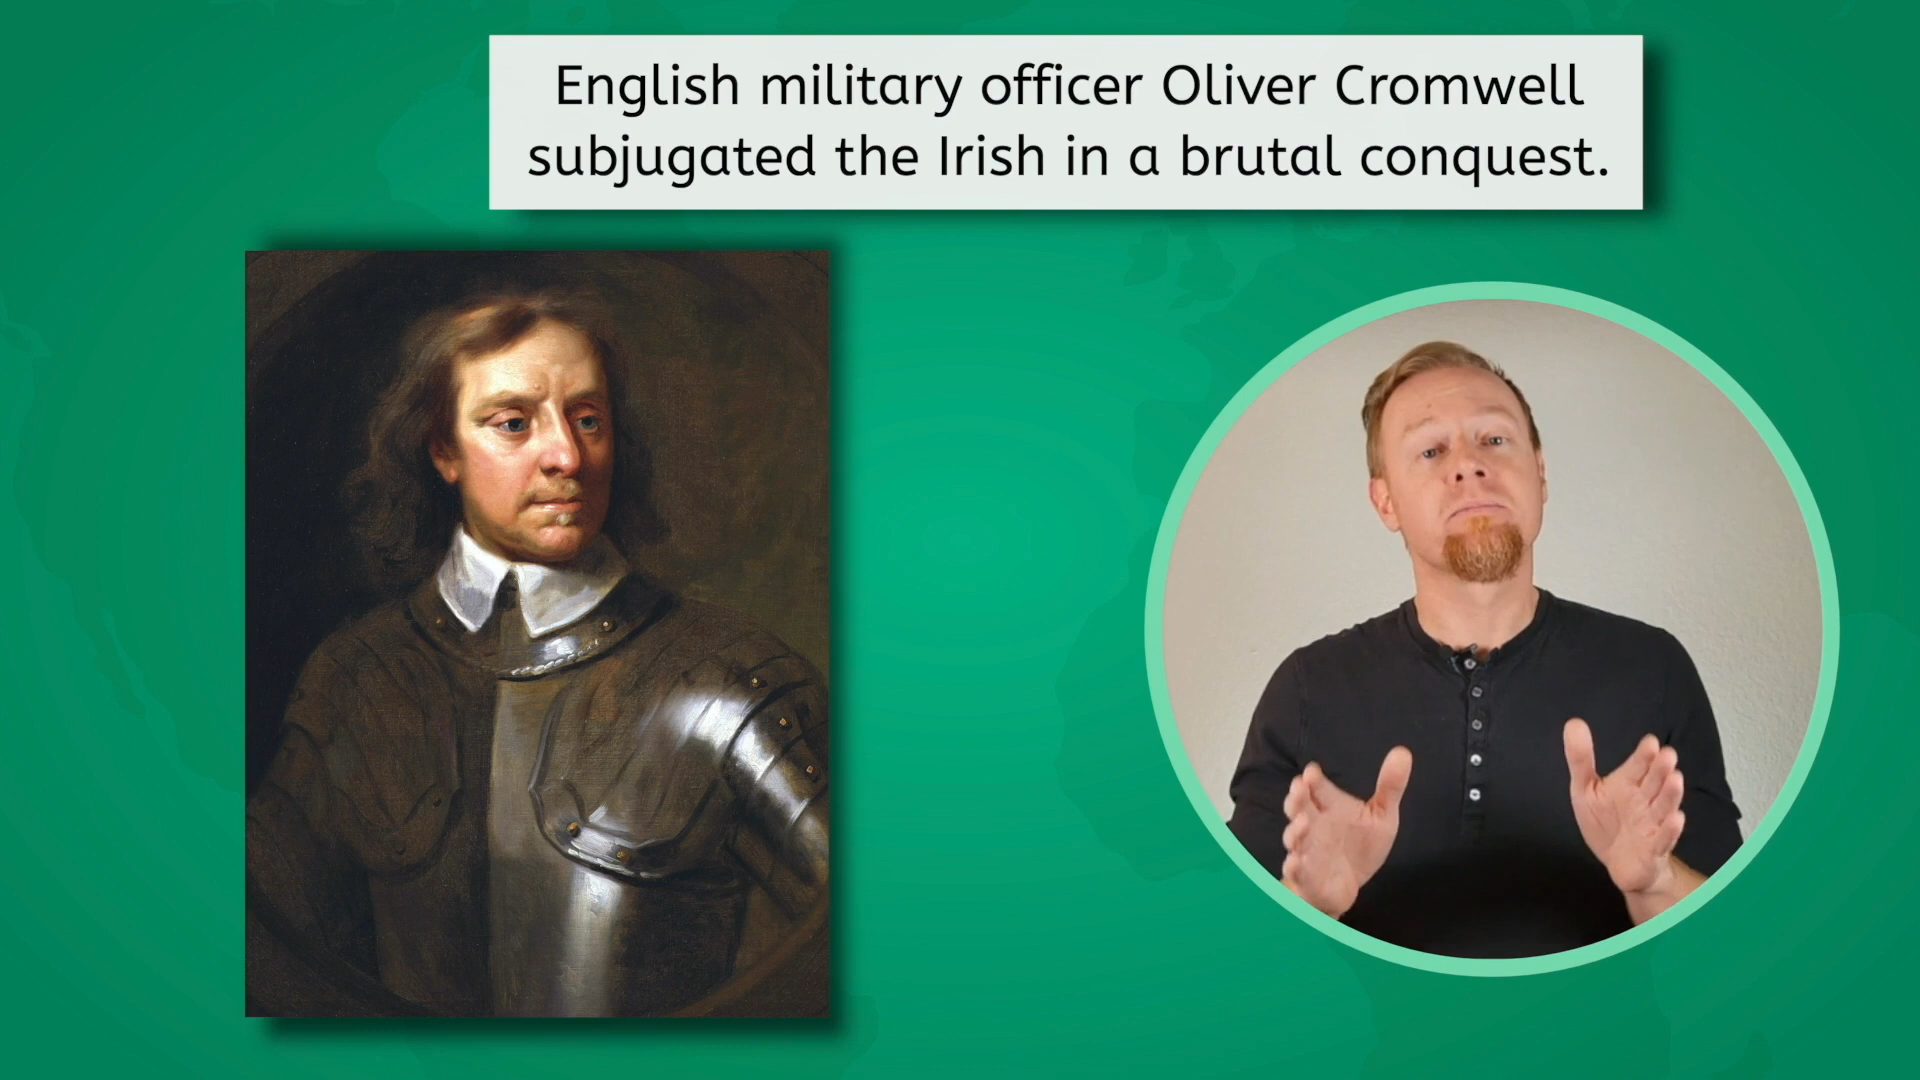 English military officer Oliver Cromwell
subjugated the Irish in a brutal conquest.